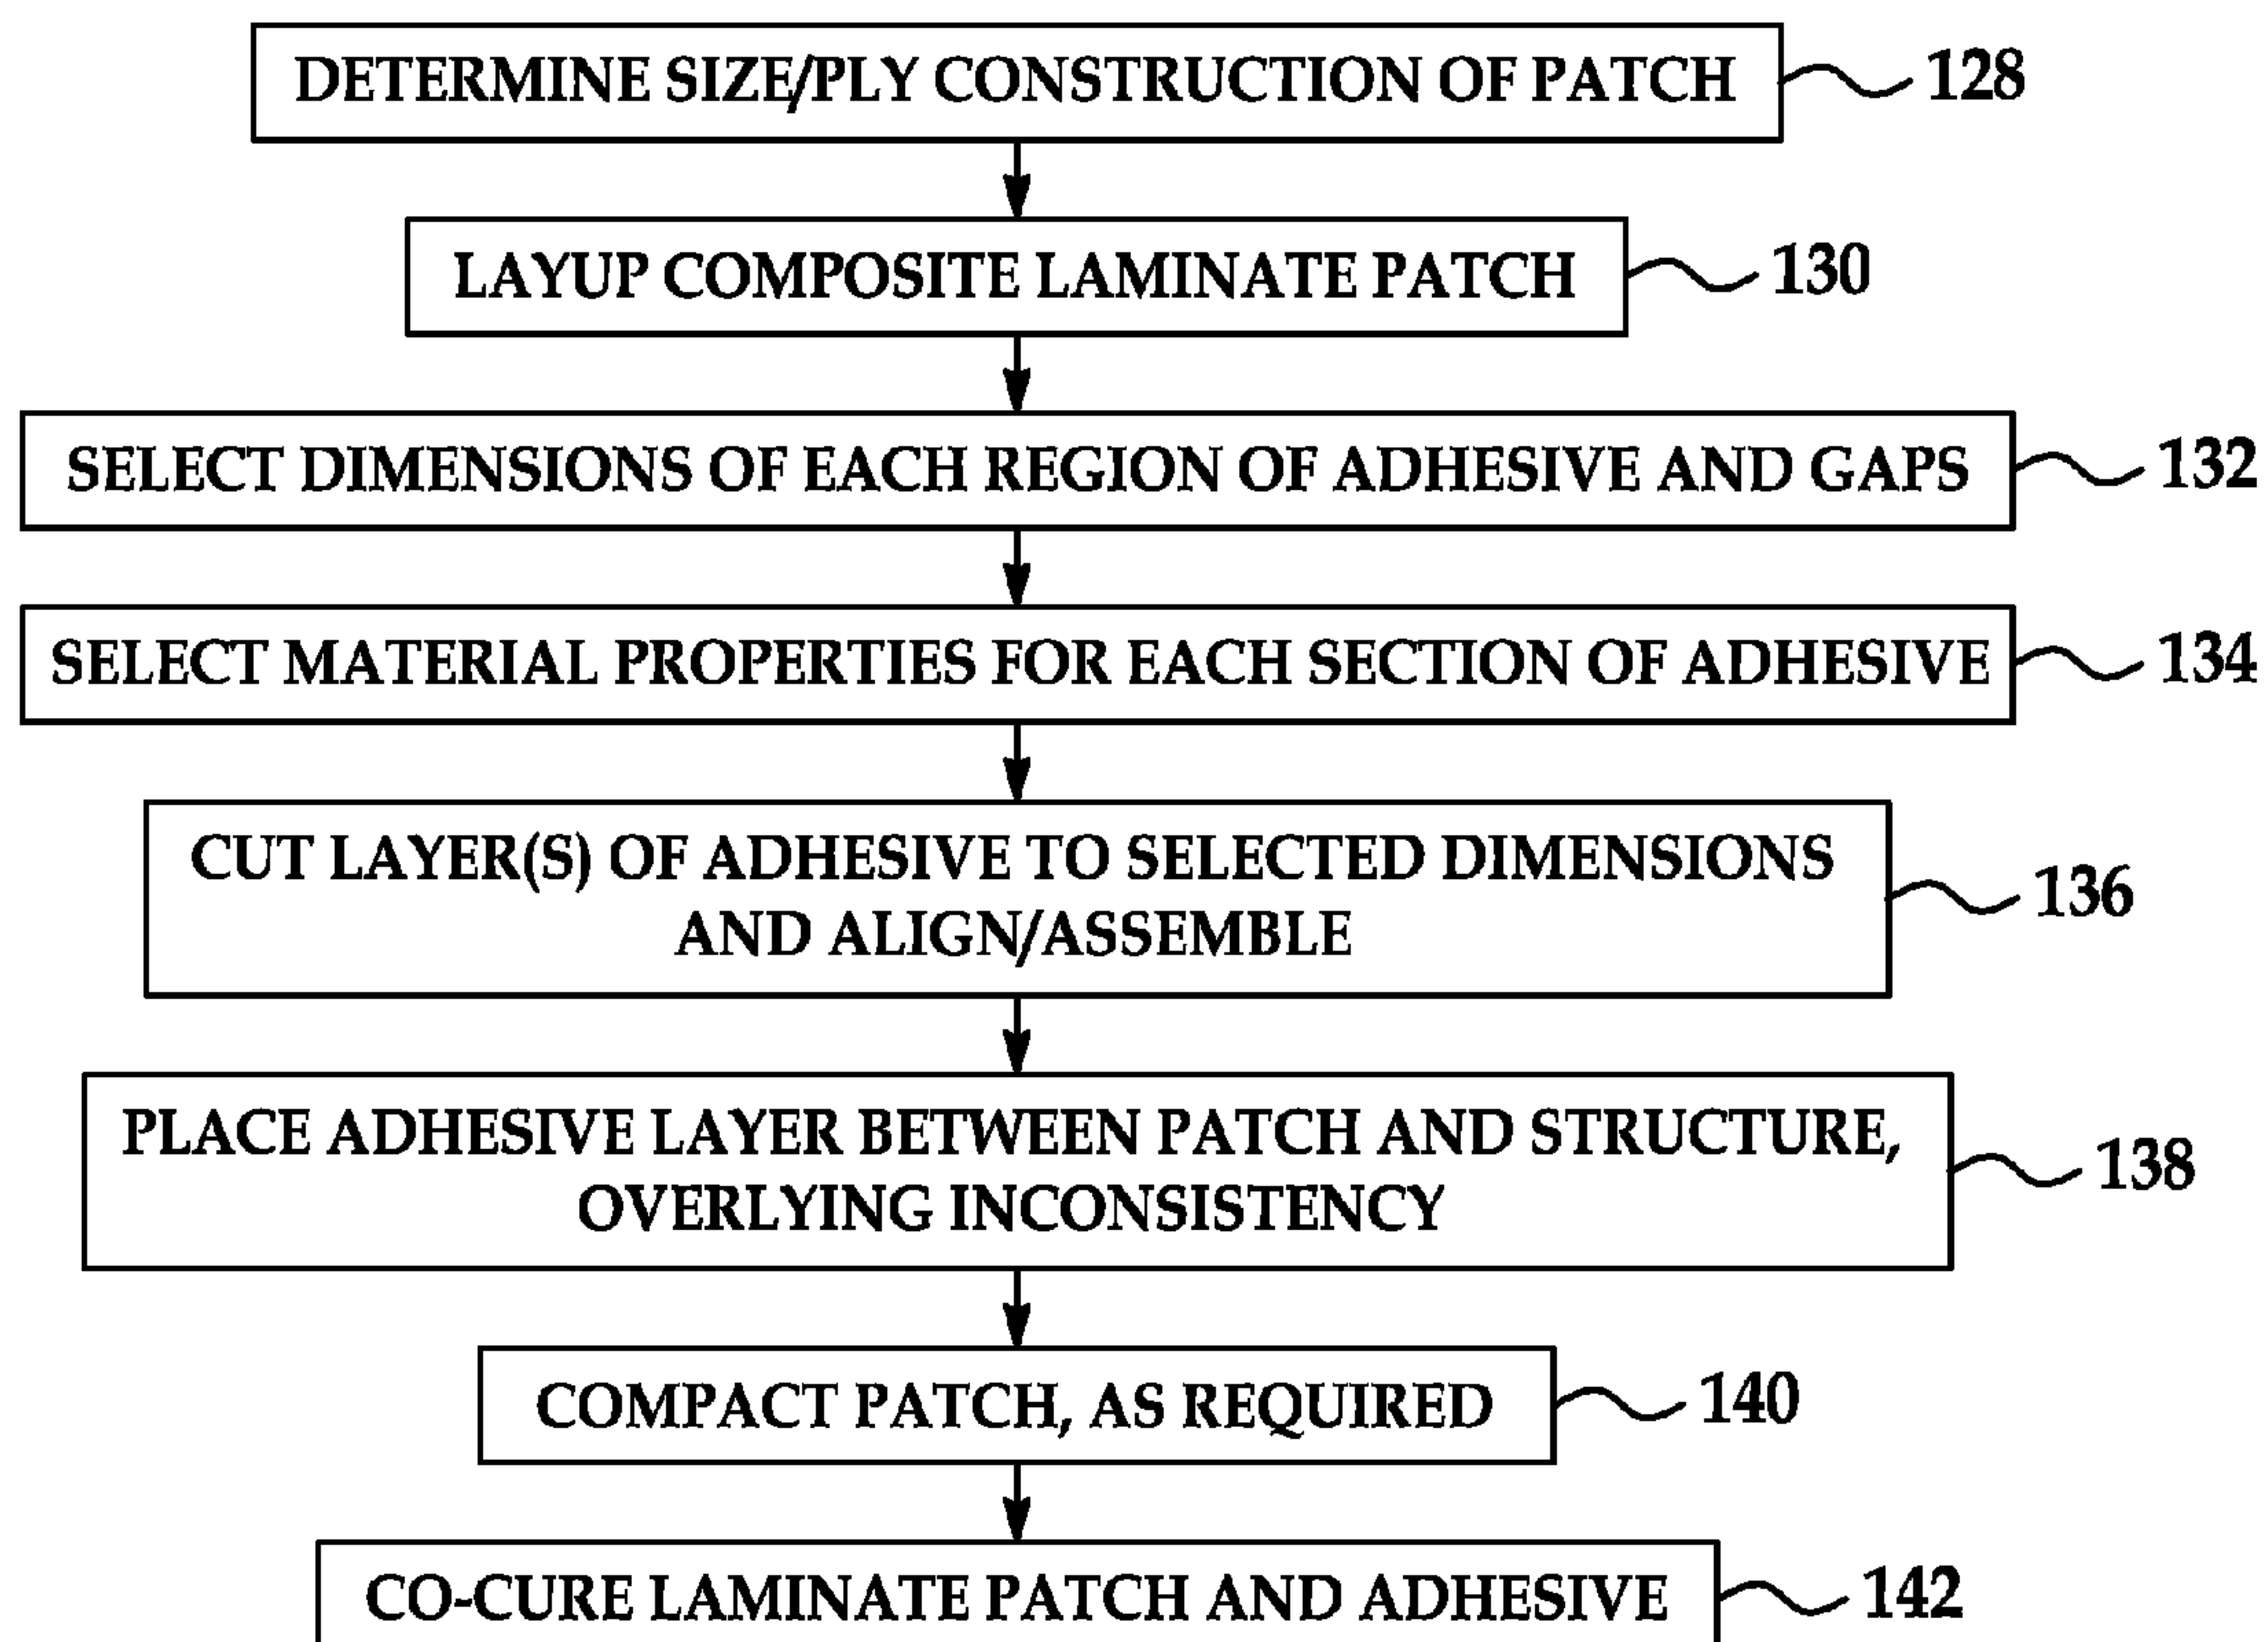 DETERMINE SIZE/PLY CONSTRUCTION OF PATCH
128
LAYUP COMPOSITE LAMINATE PATCH
130
SELECT DIMENSIONS OF EACH REGION OF ADHESIVE AND GAPS
132
SELECT MATERIAL PROPERTIES FOR EACH SECTION OF ADHESIVE
134
CUT LAYER(S) OF ADHESIVE TO SELECTED DIMENSIONS
AND ALIGN/ASSEMBLE
136
PLACE ADHESIVE LAYER BETWEEN PATCH AND STRUCTURE,
OVERLYING INCONSISTENCY
138
COMPACT PATCH, AS REQUIRED
140
CO-CURE LAMINATE PATCH AND ADHESIVE
142